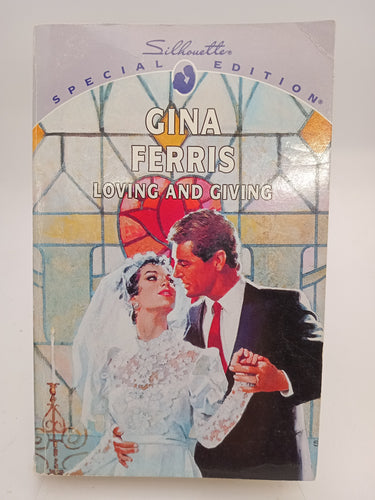 Silhouette®
SPECIAL EDITION®
GINA
FERRIS
LOVING AND GIVING